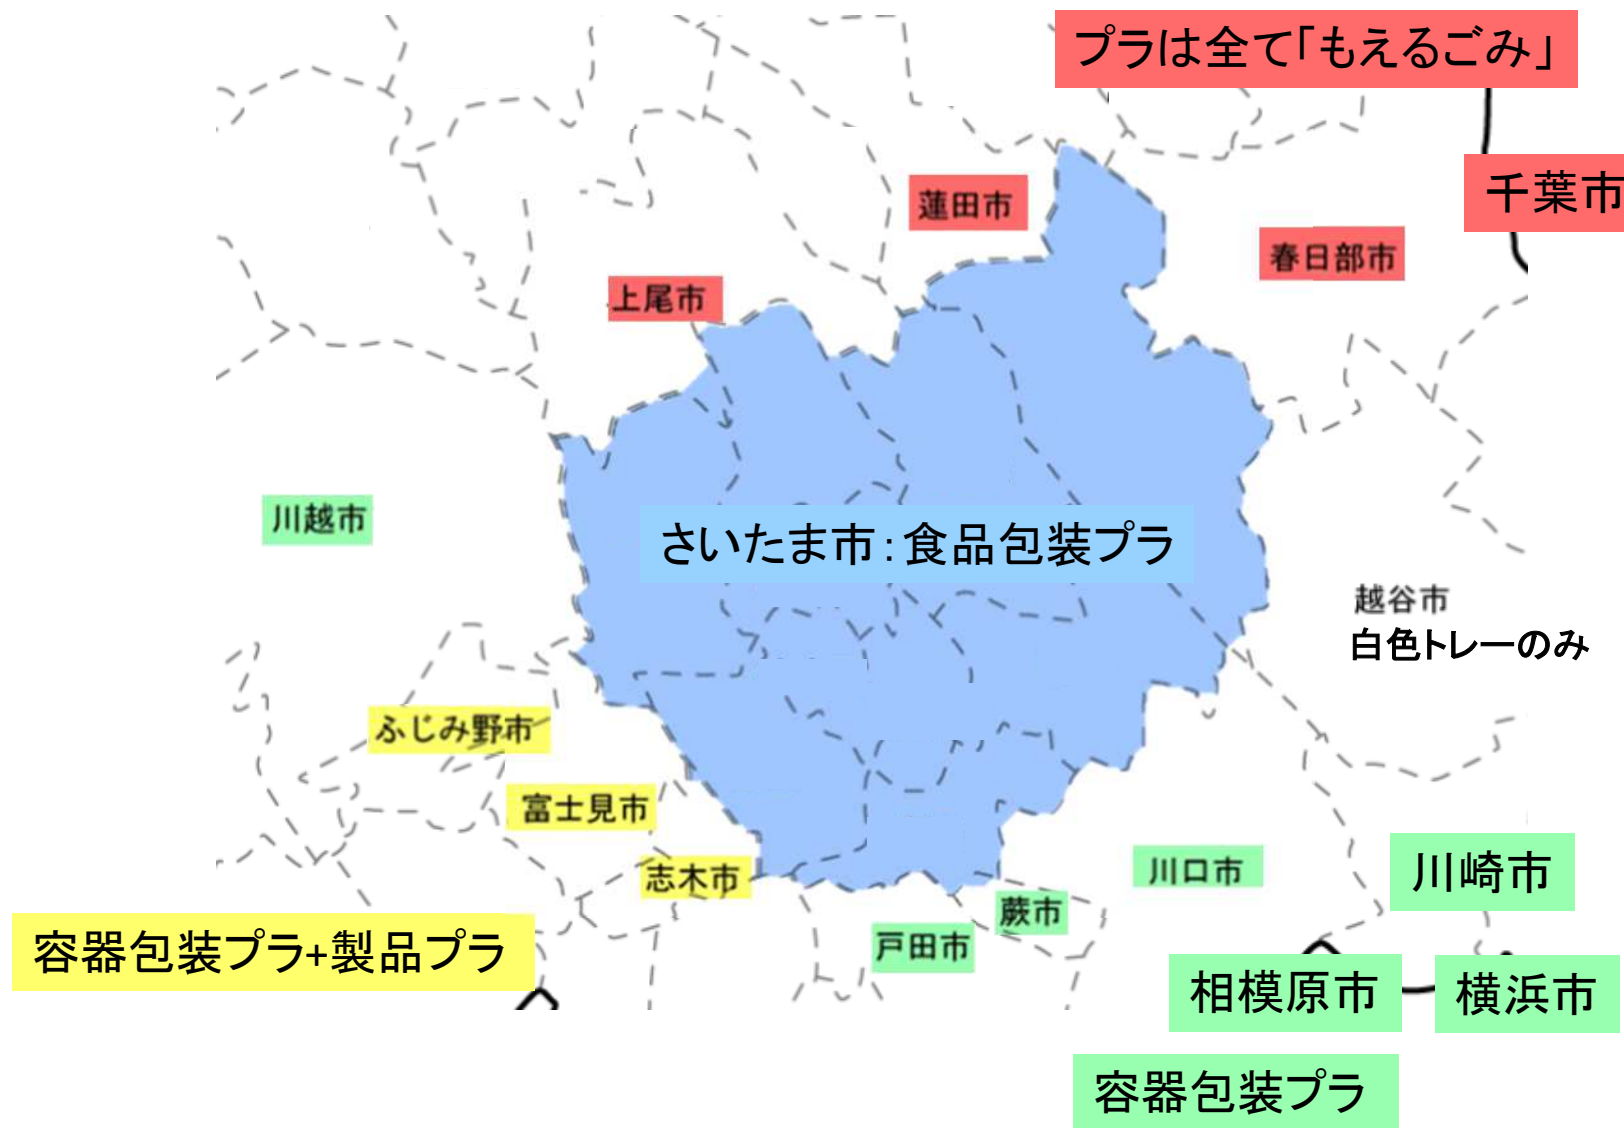 プラは全て「もえるごみ」
千葉市
蓮田市
春日部市
上尾市
川越市
さいたま市：食品包装プラ
越谷市
白色トレーのみ
ふじみ野市
富士見市
志木市
川口市
川崎市
蕨市
戸田市
容器包装プラ+製品プラ
相模原市
横浜市
容器包装プラ